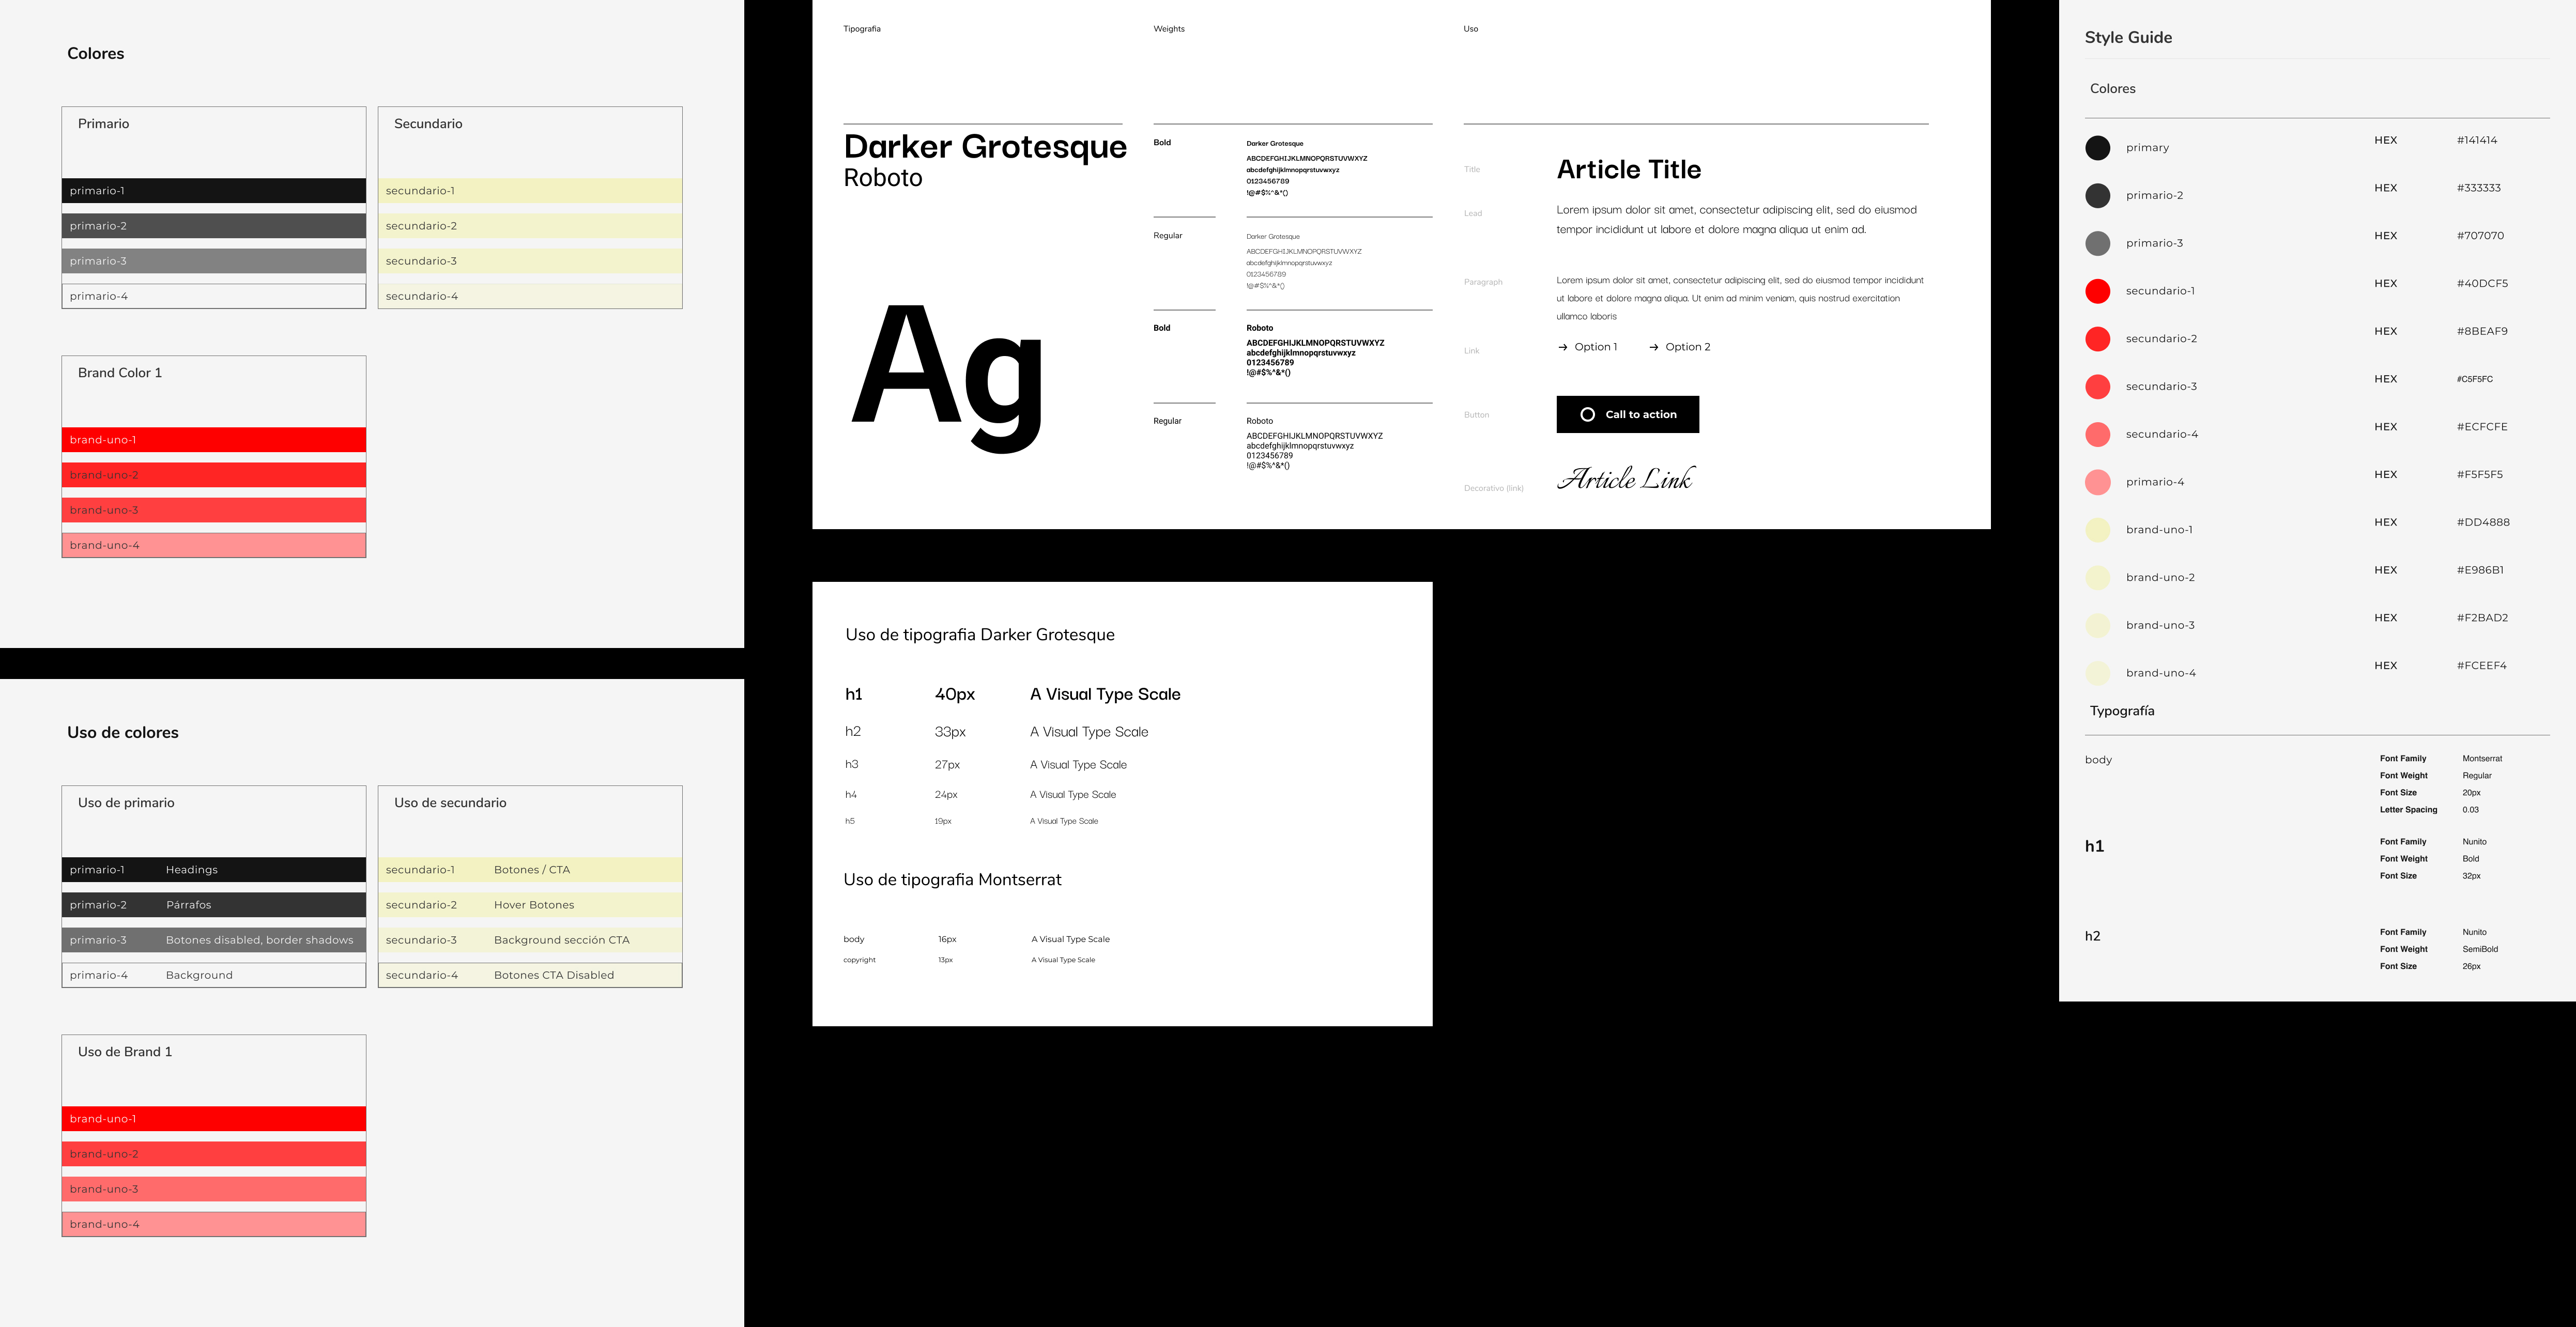 Colores
Primario
primario-1
primario-2
primario-3
primario-4
Secundario
secundario-1
secundario-2
secundario-3
secundario-4
Brand Color 1
brand-uno-1
brand-uno-2
brand-uno-3
brand-uno-4
Uso de colores
Uso de primario
primario-1 Headings
primario-2 Párrafos
primario-3 Botones disabled, border shadows
primario-4 Background
Uso de secundario
secundario-1 Botones / CTA
secundario-2 Hover Botones
secundario-3 Background sección CTA
secundario-4 Botones CTA Disabled
Uso de Brand 1
brand-uno-1
brand-uno-2
brand-uno-3
brand-uno-4
Tipografia
Darker Grotesque
Roboto
Ag
Weights
Bold
Darker Grotesque
ABCDEFGHIJKLMNOPQRSTUVWXYZ
abcdefghijklmnopqrstuvwxyz
0123456789
!@#$%^&*()
Regular
Darker Grotesque
ABCDEFGHIJKLMNOPQRSTUVWXYZ
abcdefghijklmnopqrstuvwxyz
0123456789
!@#$%^&*()
Bold
Roboto
ABCDEFGHIJKLMNOPQRSTUVWXYZ
abcdefghijklmnopqrstuvwxyz
0123456789
!@#$%^&*()
Regular
Roboto
ABCDEFGHIJKLMNOPQRSTUVWXYZ
abcdefghijklmnopqrstuvwxyz
0123456789
!@#$%^&*()
Uso
Title
Article Title
Lead
Lorem ipsum dolor sit amet, consectetur adipiscing elit, sed do eiusmod
tempor incididunt ut labore et dolore magna aliqua ut enim ad.
Paragraph
Lorem ipsum dolor sit amet, consectetur adipiscing elit, sed do eiusmod tempor incididunt
ut labore et dolore magna aliqua. Ut enim ad minim veniam, quis nostrud exercitation
ullamco laboris
Link
→ Option 1 → Option 2
Button
Call to action
Decorativo (link)
Article Link
Uso de tipografia Darker Grotesque
h1 40px A Visual Type Scale
h2 33px A Visual Type Scale
h3 27px A Visual Type Scale
h4 24px A Visual Type Scale
h5 19px A Visual Type Scale
Uso de tipografia Montserrat
body 16px A Visual Type Scale
copyright 13px A Visual Type Scale
Style Guide
Colores
primary HEX #141414
primario-2 HEX #333333
primario-3 HEX #707070
secundario-1 HEX #40DCF5
secundario-2 HEX #8BEAF9
secundario-3 HEX #C5F5FC
secundario-4 HEX #ECFCFE
primario-4 HEX #F5F5F5
brand-uno-1 HEX #DD4888
brand-uno-2 HEX #E986B1
brand-uno-3 HEX #F2BAD2
brand-uno-4 HEX #FCEEF4
Typografía
body
Font Family Montserrat
Font Weight Regular
Font Size 20px
Letter Spacing 0.03
h1
Font Family Nunito
Font Weight Bold
Font Size 32px
h2
Font Family Nunito
Font Weight SemiBold
Font Size 26px